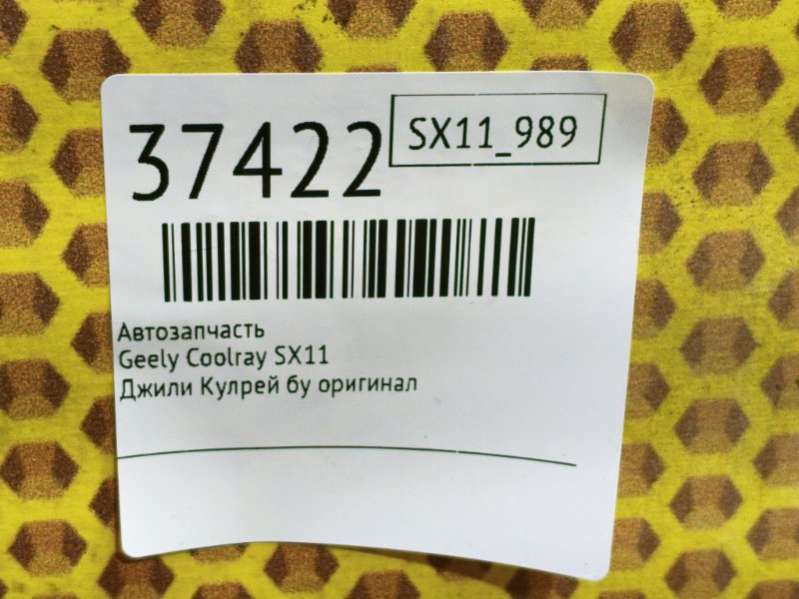 37422
SX11_989
Автозапчасть
Geely Coolray SX11
Джили Кулрей бу оригинал